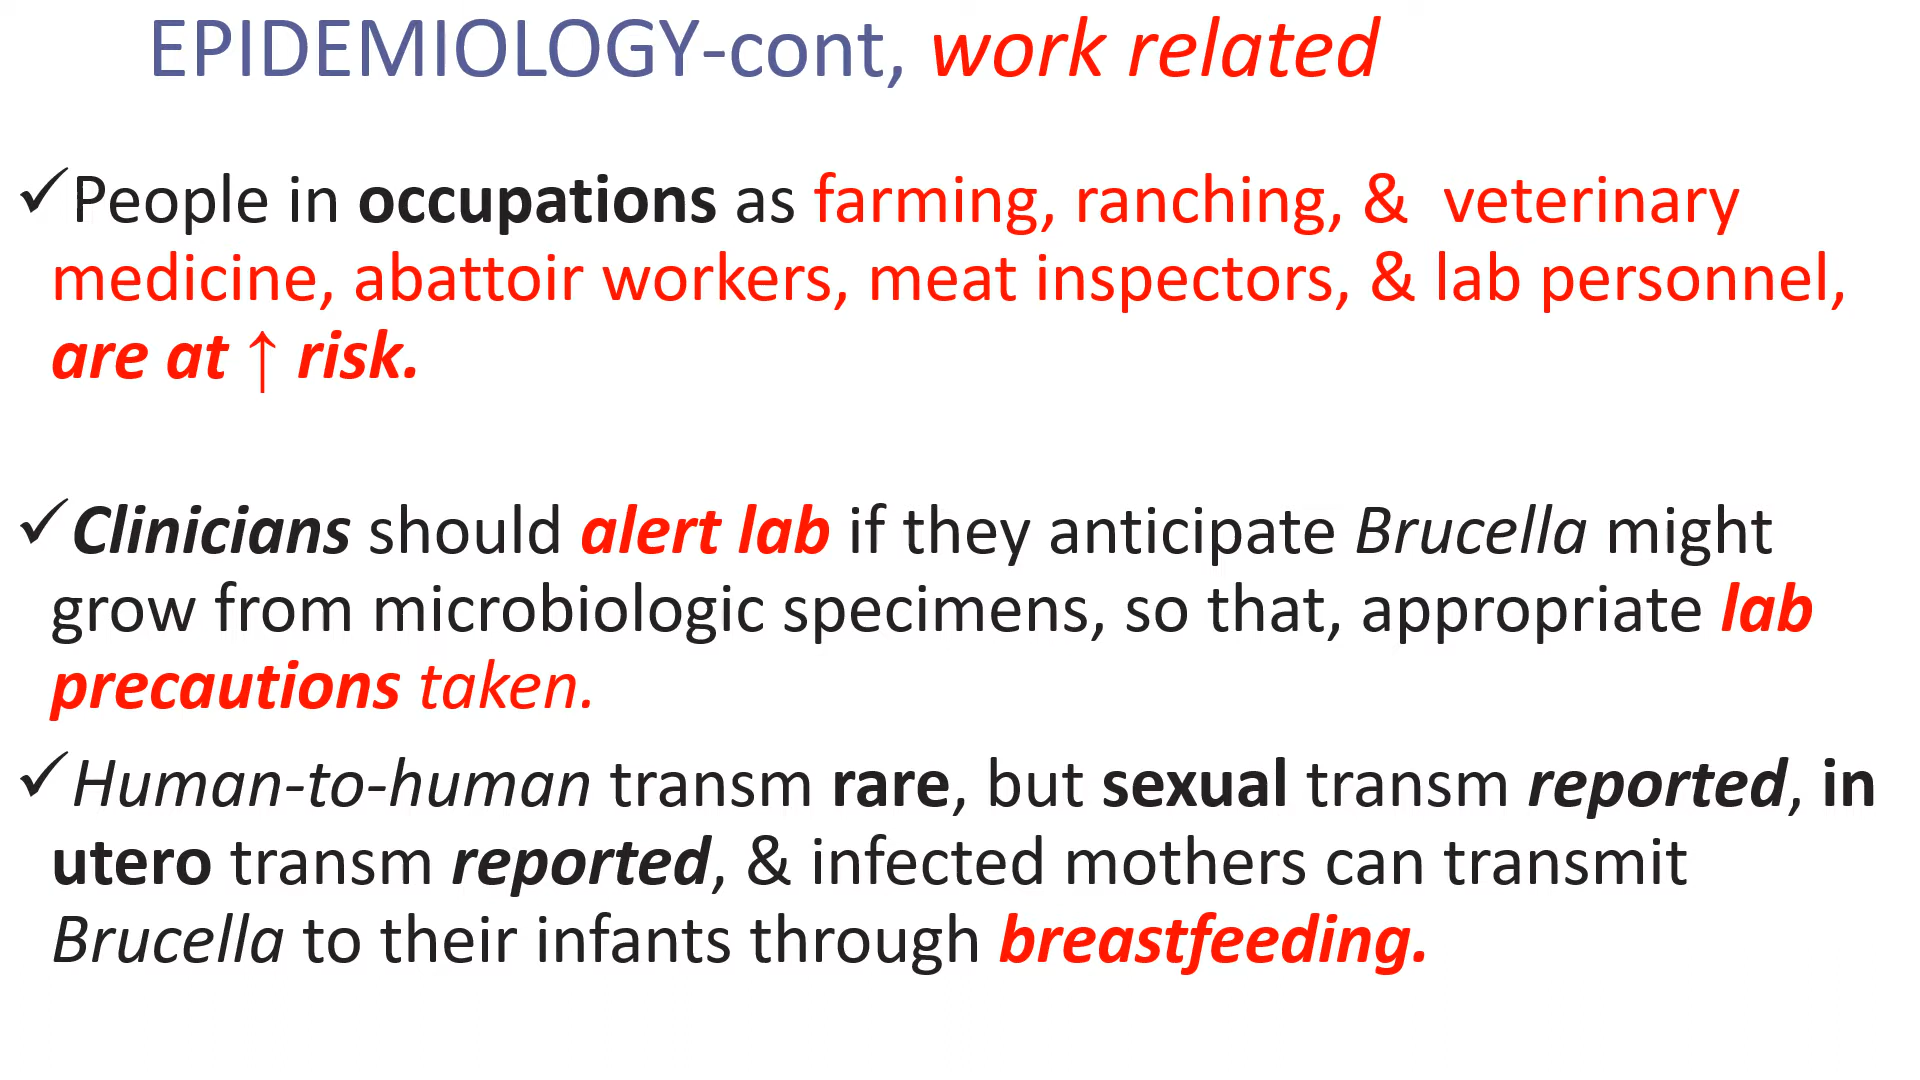 EPIDEMIOLOGY-cont, work related
✓People in occupations as farming, ranching, & veterinary
medicine, abattoir workers, meat inspectors, & lab personnel,
are at ↑ risk.
✓Clinicians should alert lab if they anticipate Brucella might
grow from microbiologic specimens, so that, appropriate lab
precautions taken.
✓Human-to-human transm rare, but sexual transm reported, in
utero transm reported, & infected mothers can transmit
Brucella to their infants through breastfeeding.